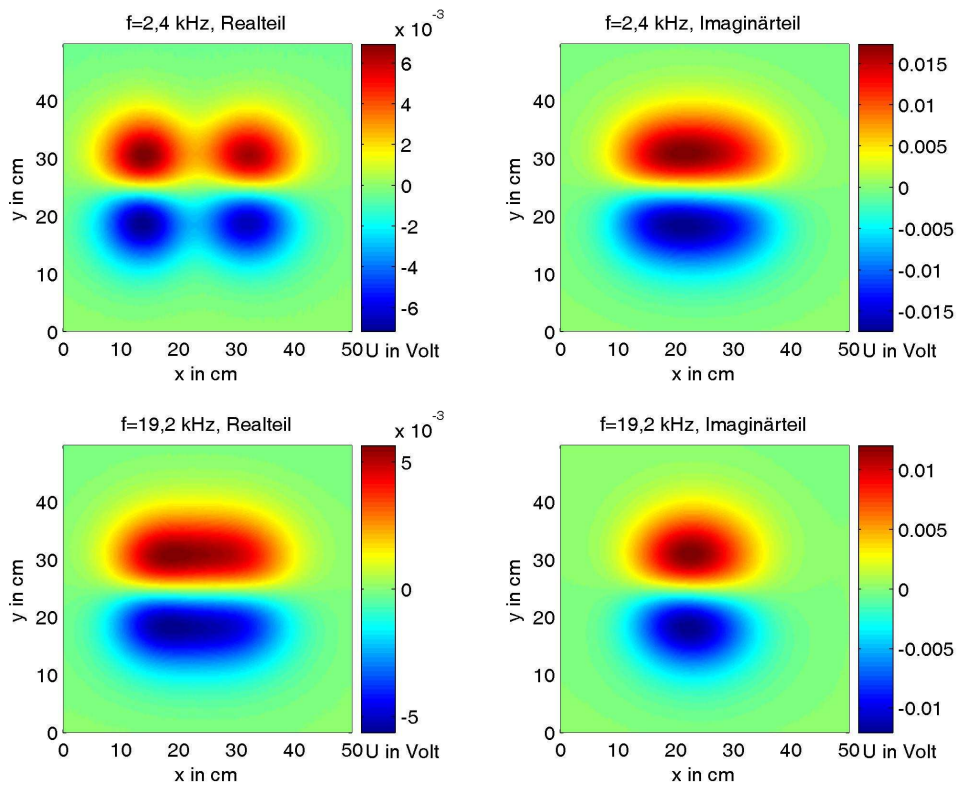 f=2,4 kHz, Realteil
x 10
-3
6
4
2
0
-2
-4
-6
U in Volt
40
30
20
10
0
y in cm
0 10 20 30 40 50
x in cm
f=2,4 kHz, Imaginärteil
0.015
0.01
0.005
0
-0.005
-0.01
-0.015
U in Volt
40
30
20
10
0
y in cm
0 10 20 30 40 50
x in cm
f=19,2 kHz, Realteil
x 10
-3
5
0
-5
U in Volt
40
30
20
10
0
y in cm
0 10 20 30 40 50
x in cm
f=19,2 kHz, Imaginärteil
0.01
0.005
0
-0.005
-0.01
U in Volt
40
30
20
10
0
y in cm
0 10 20 30 40 50
x in cm